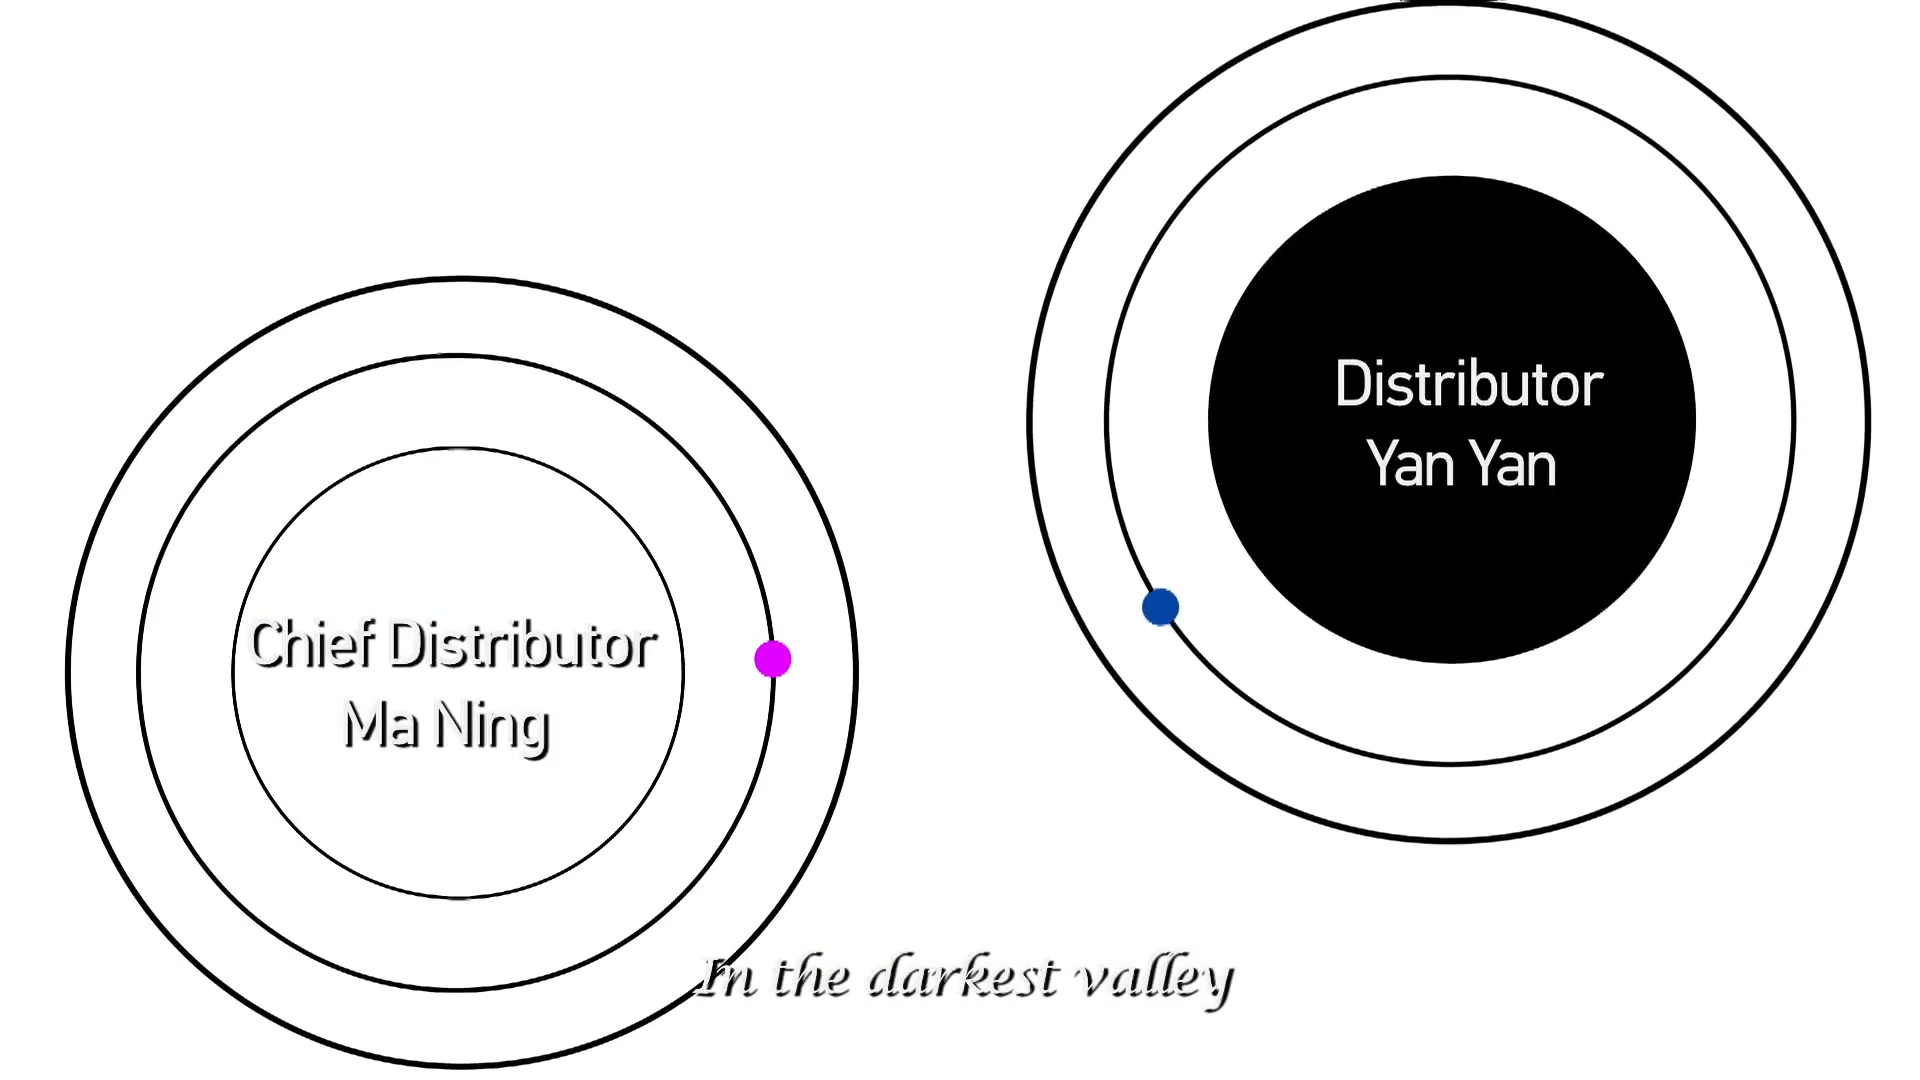 Chief Distributor
Ma Ning
Distributor
Yan Yan
In the darkest valley